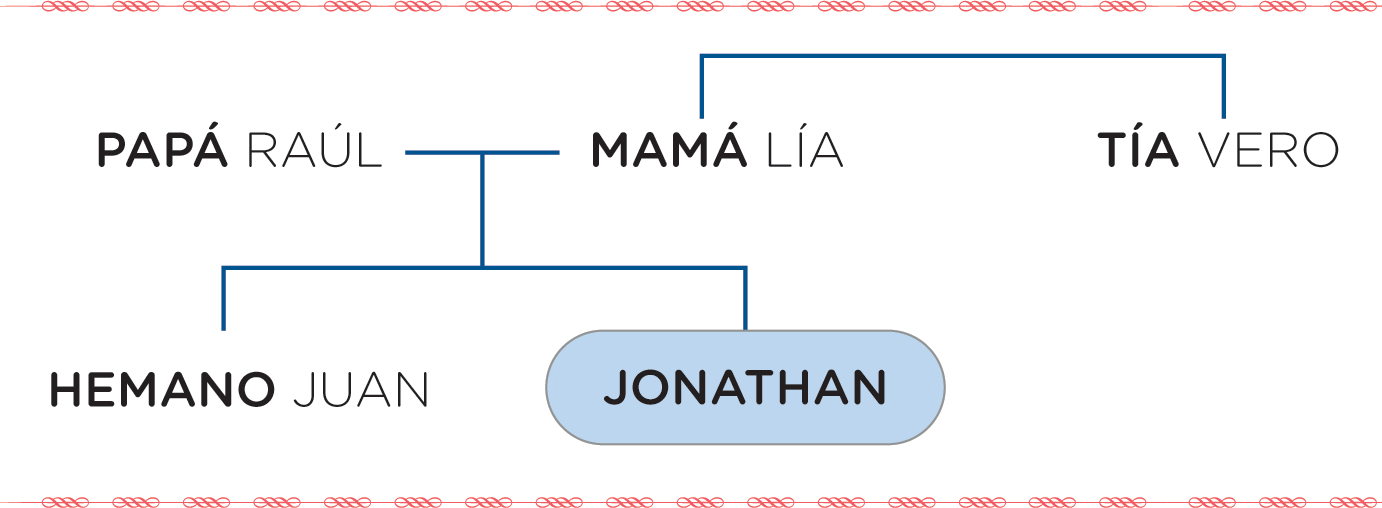 PAPÁ RAÚL MAMÁ LÍA TÍA VERO
HEMANO JUAN JONATHAN